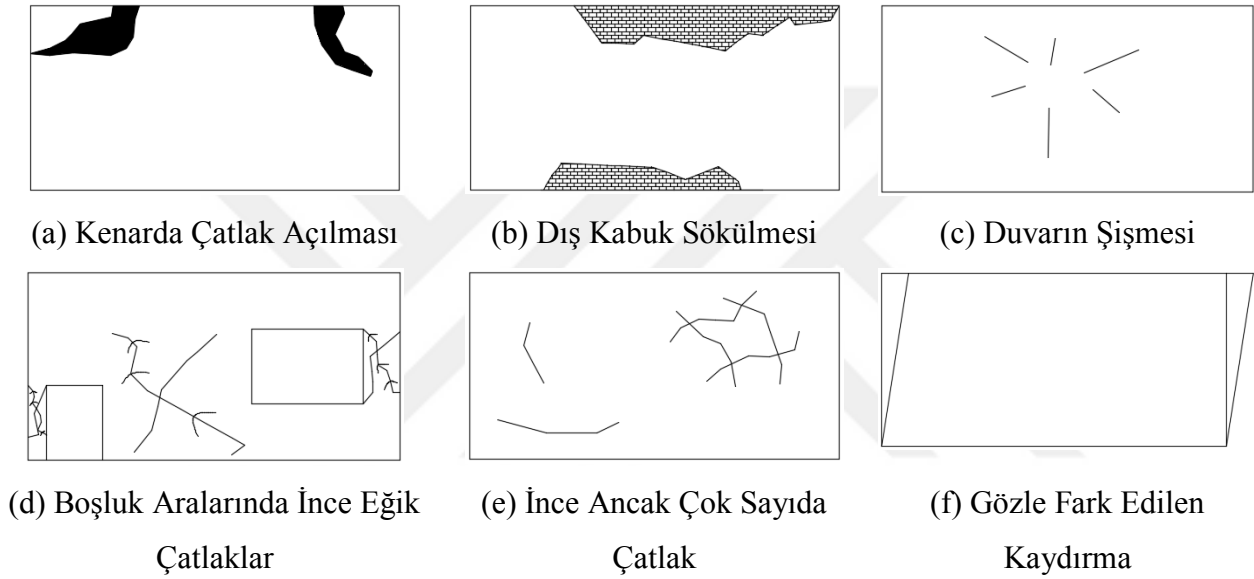 (a) Kenarda Çatlak Açılması
(b) Dış Kabuk Sökülmesi
(c) Duvarın Şişmesi
(d) Boşluk Aralarında İnce Eğik
Çatlaklar
(e) İnce Ancak Çok Sayıda
Çatlak
(f) Gözle Fark Edilen
Kaydırma